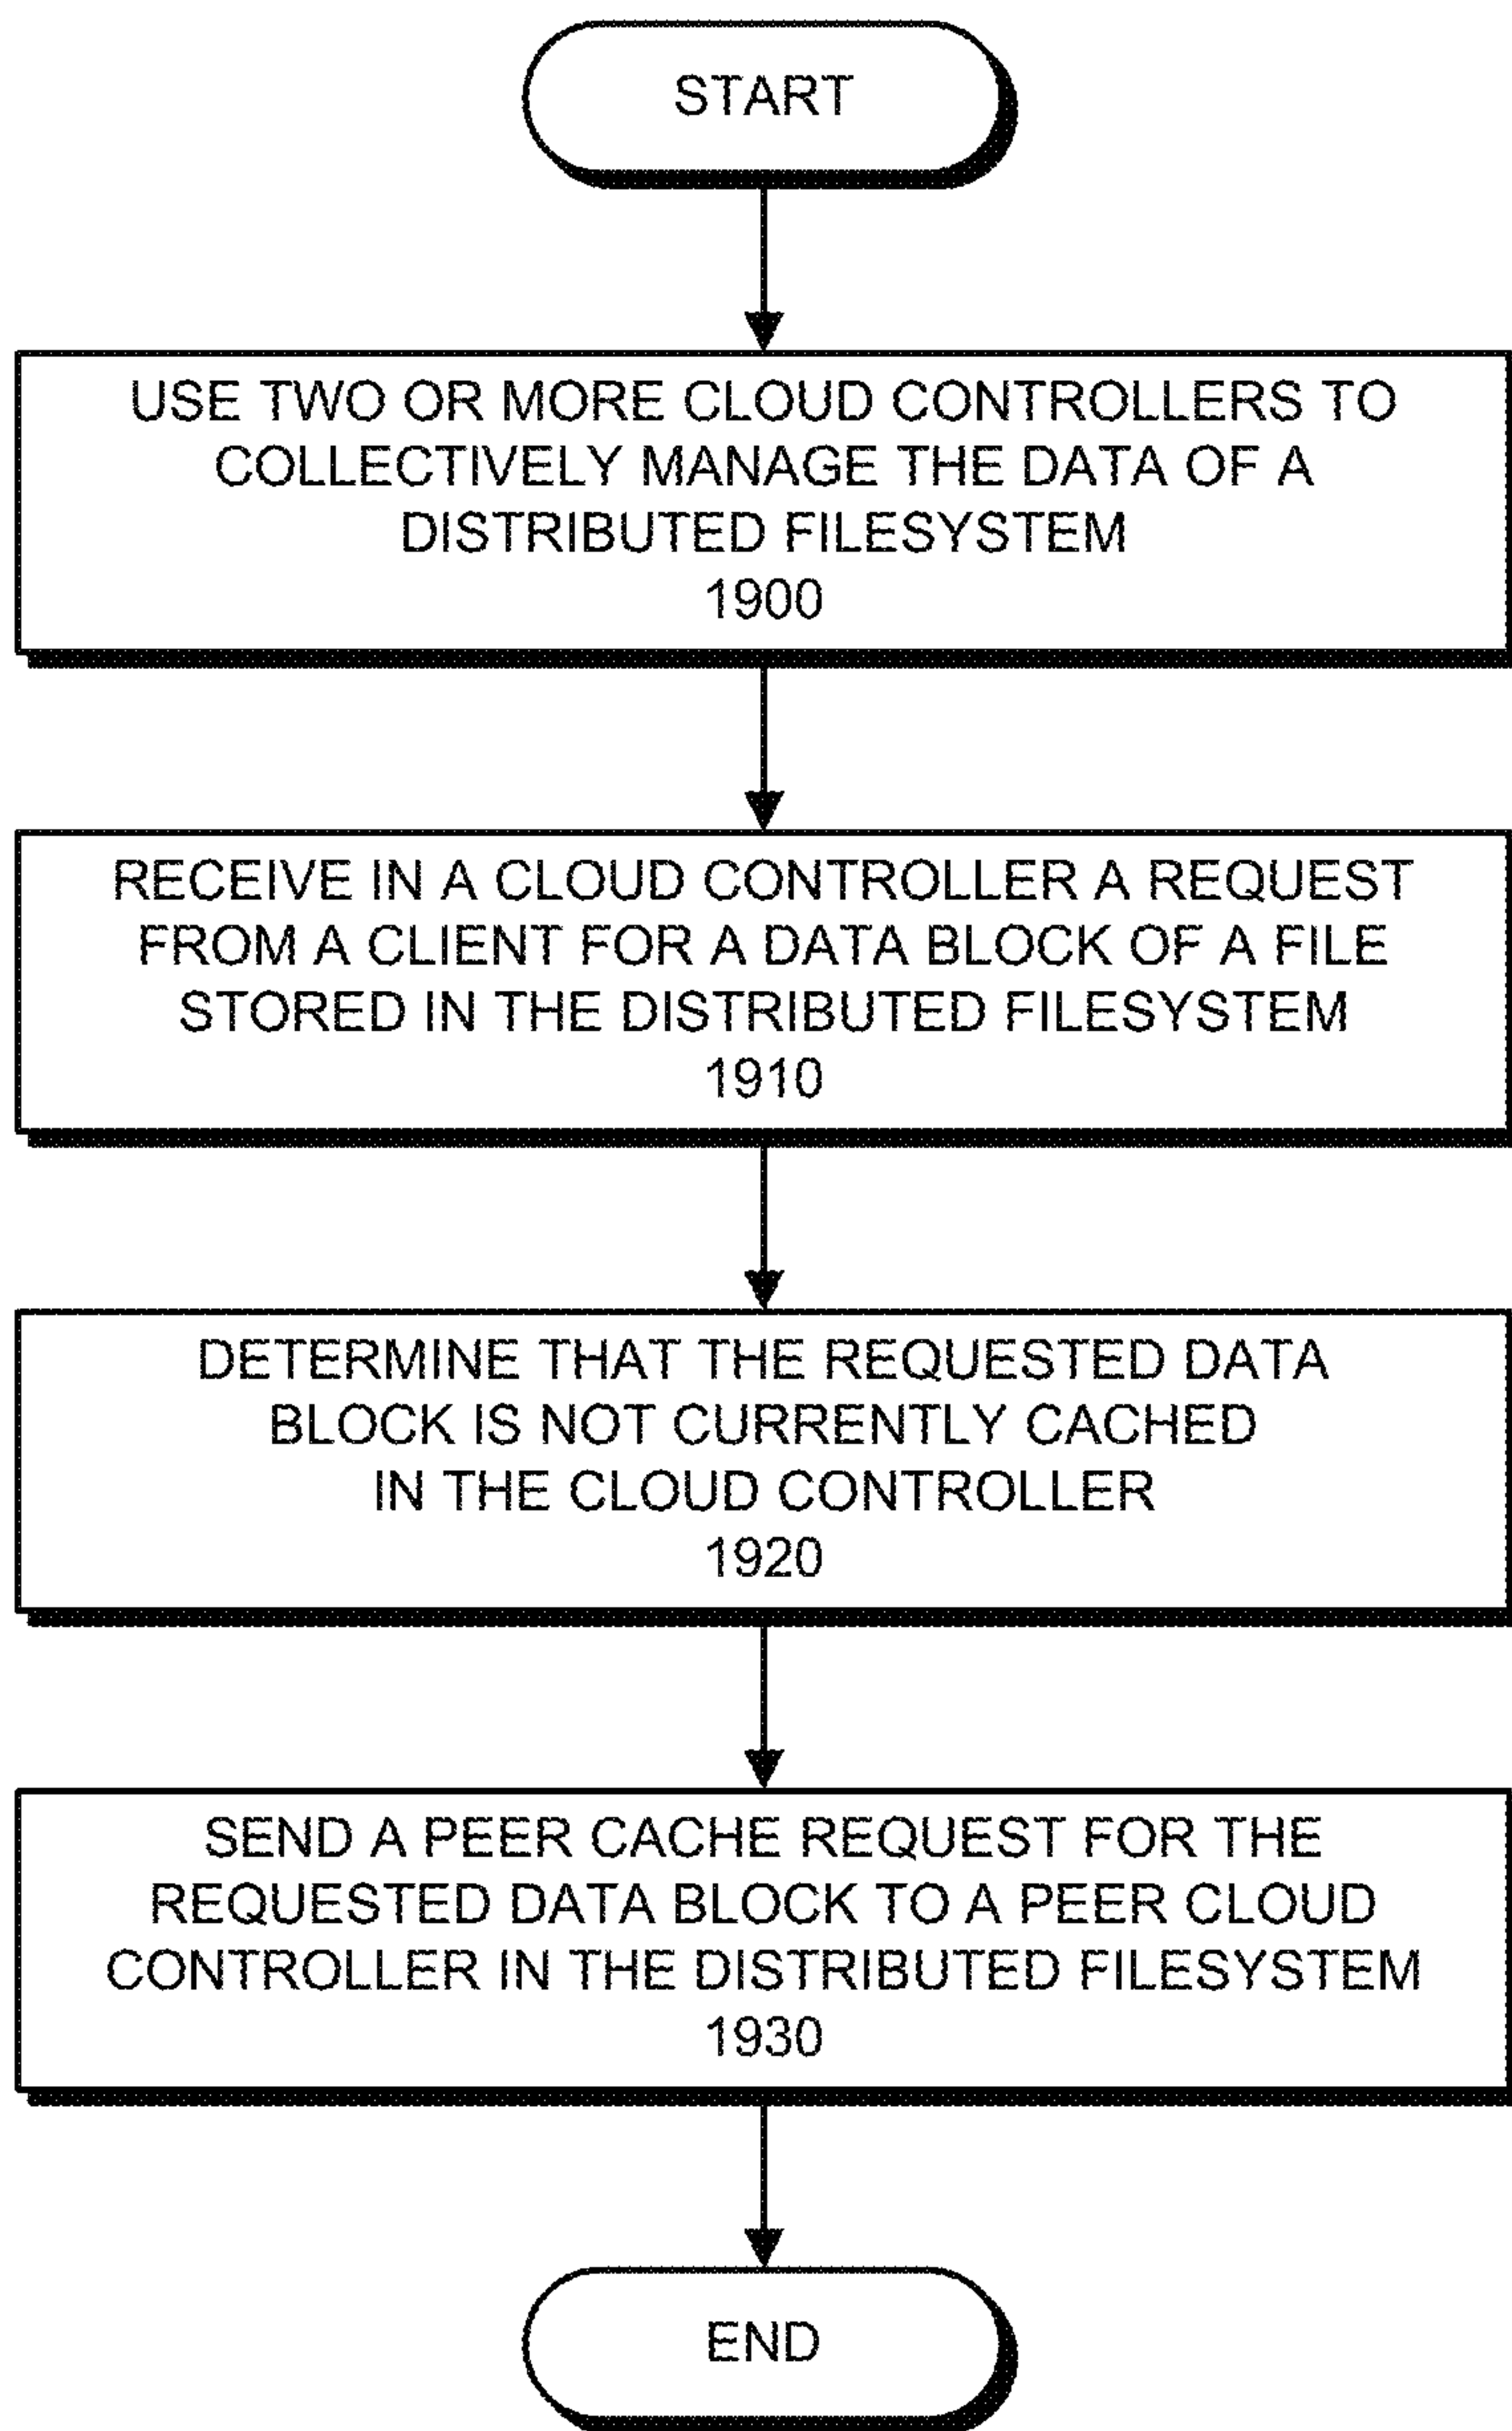 START
USE TWO OR MORE CLOUD CONTROLLERS TO
COLLECTIVELY MANAGE THE DATA OF A
DISTRIBUTED FILESYSTEM
1900
RECEIVE IN A CLOUD CONTROLLER A REQUEST
FROM A CLIENT FOR A DATA BLOCK OF A FILE
STORED IN THE DISTRIBUTED FILESYSTEM
1910
DETERMINE THAT THE REQUESTED DATA
BLOCK IS NOT CURRENTLY CACHED
IN THE CLOUD CONTROLLER
1920
SEND A PEER CACHE REQUEST FOR THE
REQUESTED DATA BLOCK TO A PEER CLOUD
CONTROLLER IN THE DISTRIBUTED FILESYSTEM
1930
END